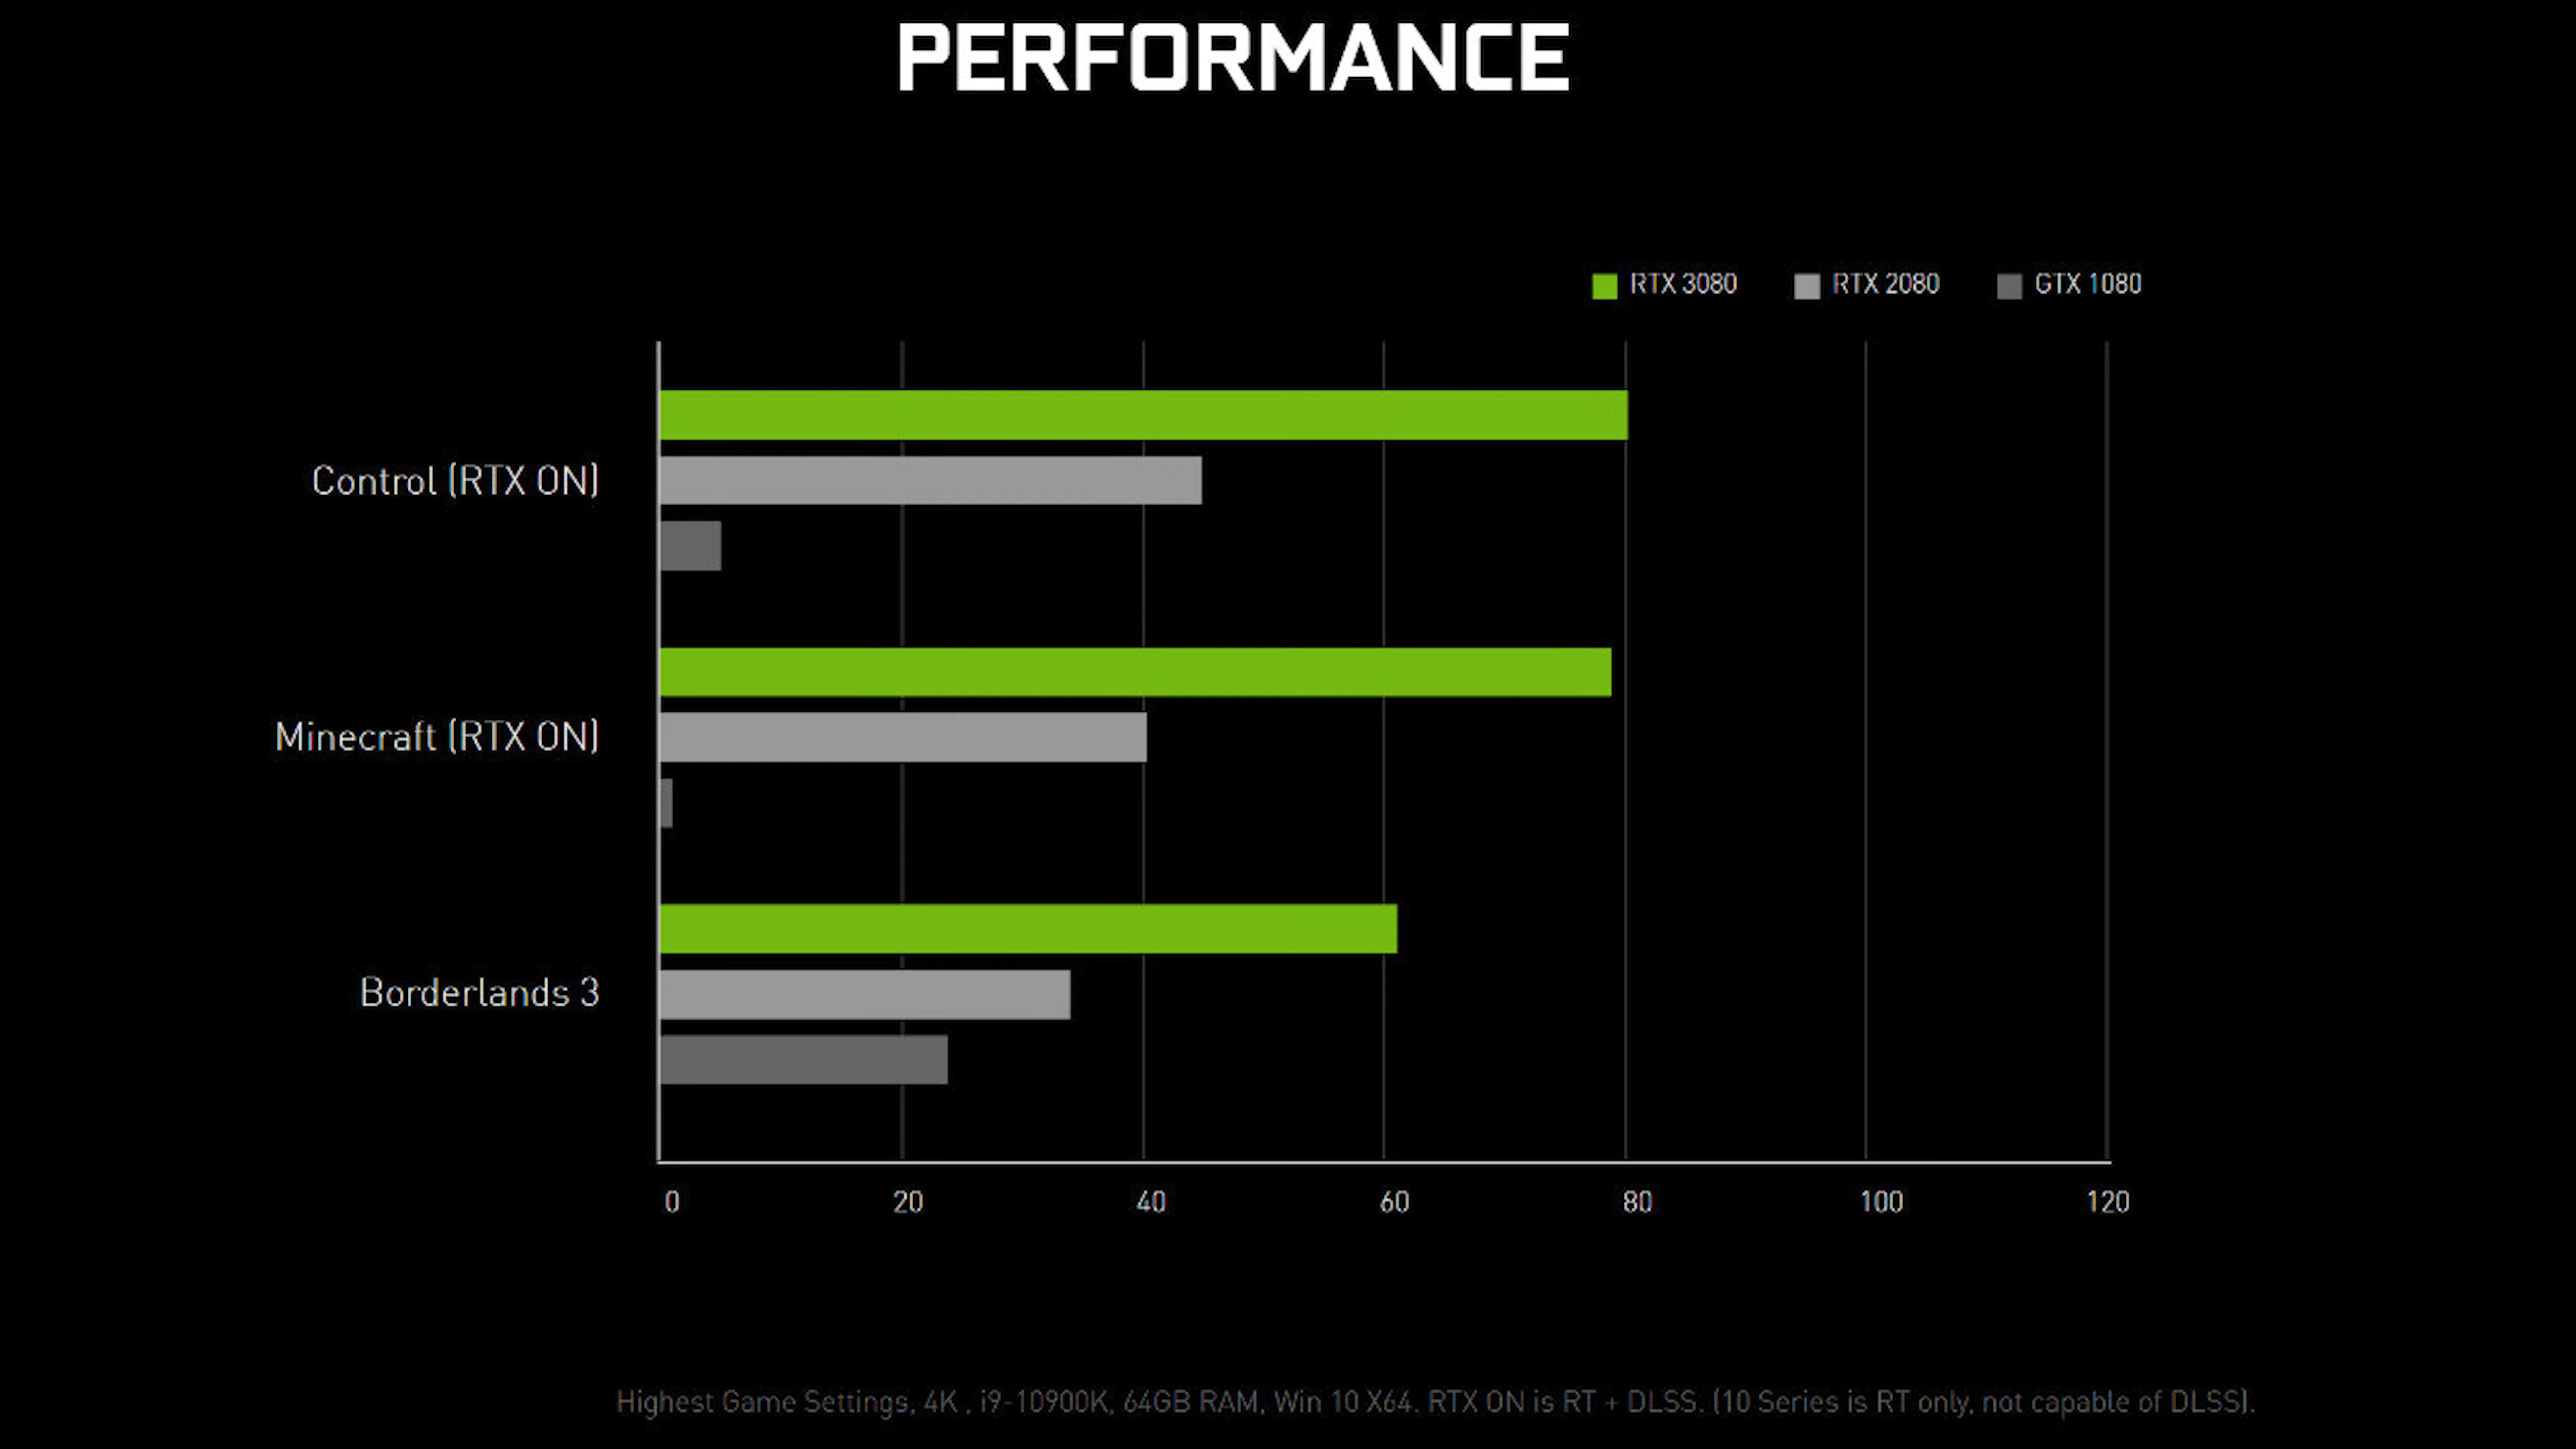 PERFORMANCE
RTX 3080 RTX 2080 GTX 1080
Control (RTX ON)
Minecraft (RTX ON)
Borderlands 3
0 20 40 60 80 100 120
Highest Game Settings, 4K , i9-10900K, 64GB RAM, Win 10 X64. RTX ON is RT + DLSS. (10 Series is RT only, not capable of DLSS).